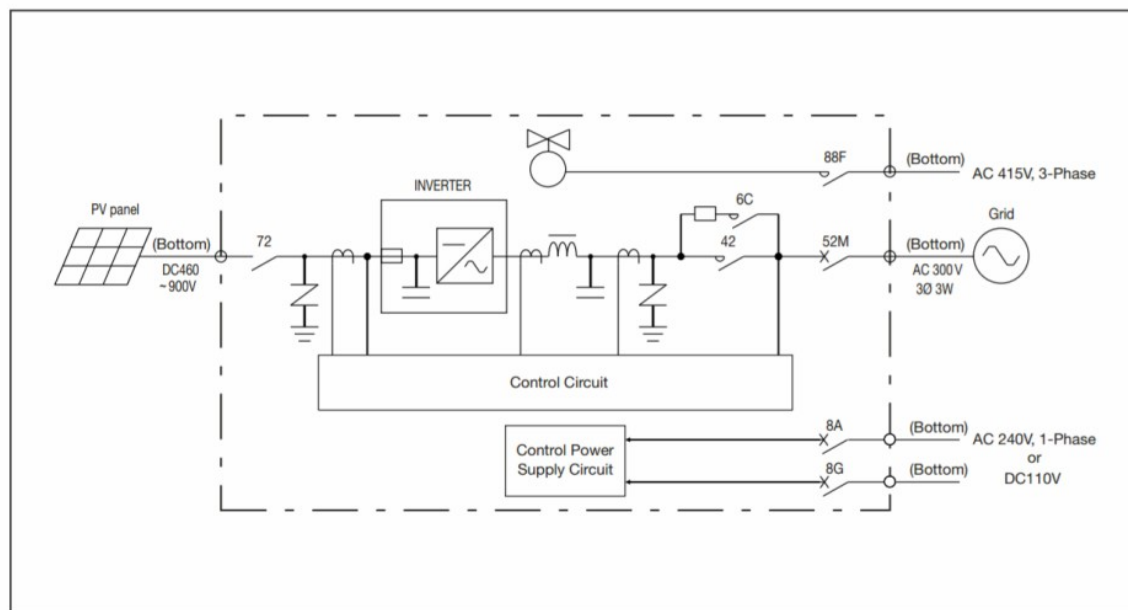 88F
(Bottom)
AC 415V, 3-Phase
INVERTER
6C
PV panel
Grid
(Bottom)
72
42
52M
(Bottom)
DC460
~ 900V
AC 300 V
3Ø 3W
Control Circuit
8A
(Bottom)
AC 240V, 1-Phase
or
DC110V
Control Power
Supply Circuit
8G
(Bottom)